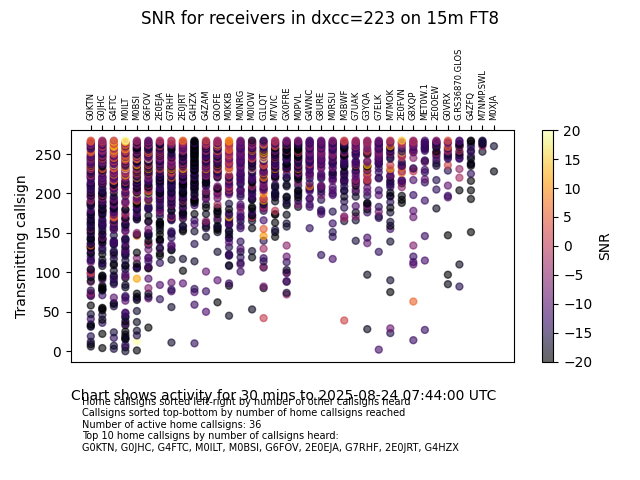 SNR for receivers in dxcc=223 on 15m FT8
G0KTN G0JHC G4FTC M0ILT M0BSI G6FOV 2E0EJA G7RHF 2E0JRT G4HZX G4ZAM G0OFE M0KKB M0NRG M0IOW G1LQT M7VIC GX0FRE M0PVL G4WNC G8URE M0RSU M3BWF G7UAK G3YQA G7ELK M7MOK 2E0FVN G8XQP MET0W.1 2E0OEW G0VRX G.RS36870.GLOS G4ZFQ M7NMP.SWL M0XJA
Transmitting callsign
250
200
150
100
50
0
20
15
10
5
0
−5
−10
−15
−20
SNR
Chart shows activity for 30 mins to 2025-08-24 07:44:00 UTC
Home callsigns sorted left-right by number of other callsigns heard
Callsigns sorted top-bottom by number of home callsigns reached
Number of active home callsigns: 36
Top 10 home callsigns by number of callsigns heard:
G0KTN, G0JHC, G4FTC, M0ILT, M0BSI, G6FOV, 2E0EJA, G7RHF, 2E0JRT, G4HZX